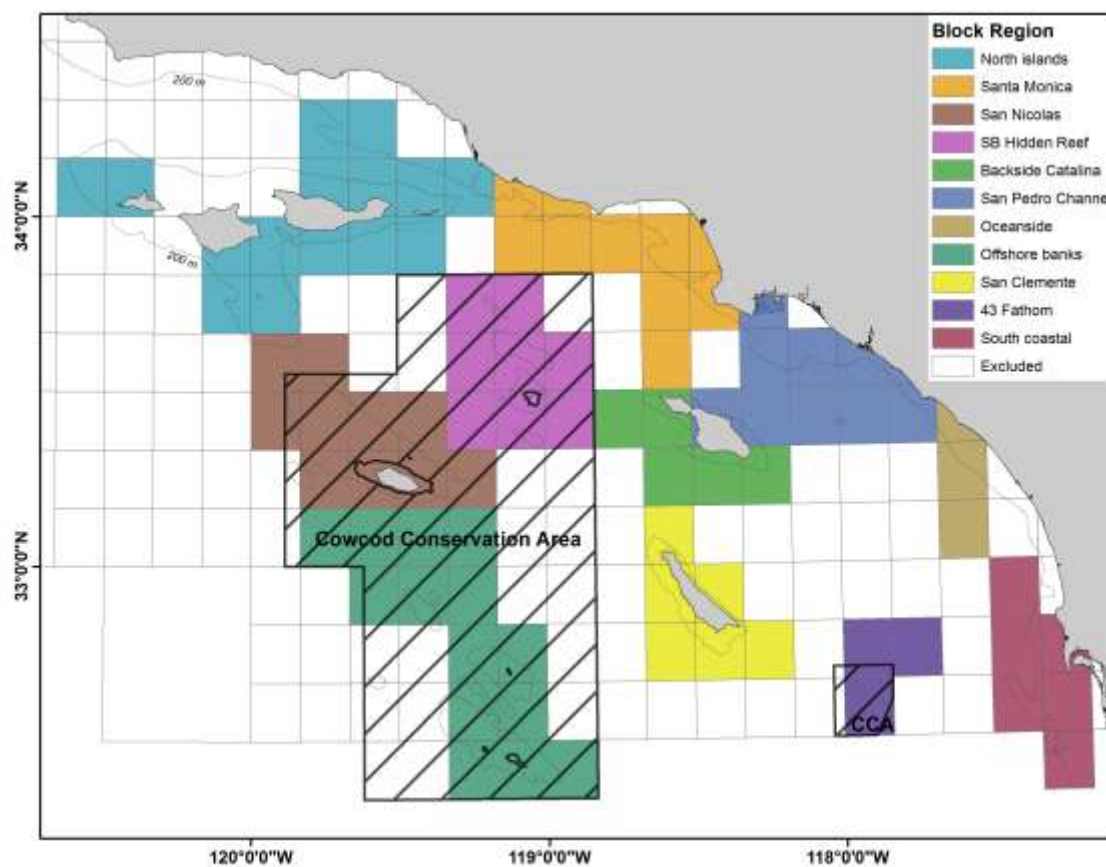 Block Region
North islands
Santa Monica
San Nicolas
SB Hidden Reef
Backside Catalina
San Pedro Channe
Oceanside
Offshore banks
San Clemente
43 Fathom
South coastal
Excluded
200 m
200 m
34°0'0"N
33°0'0"N
Cowcod Conservation Area
CCA
120°0'0"W
119°0'0"W
118°0'0"W